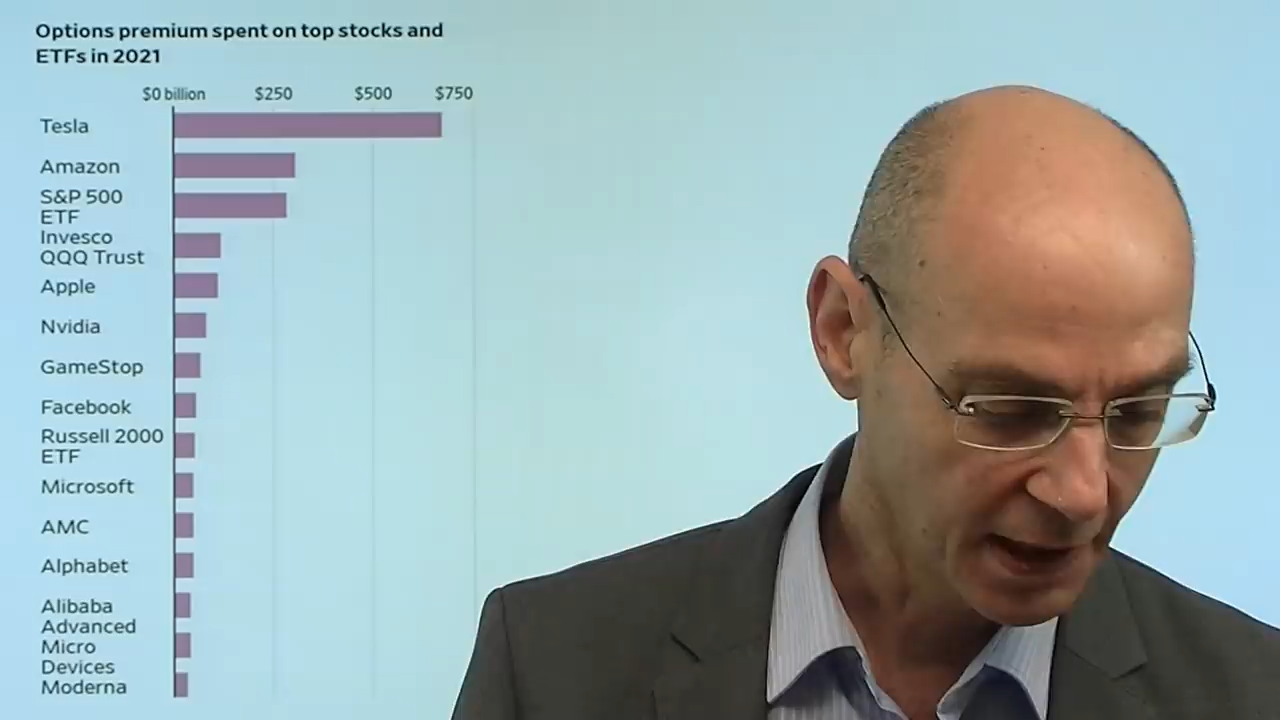 Options premium spent on top stocks and
ETFs in 2021
$0 billion $250 $500 $750
Tesla
Amazon
S&P 500
ETF
Invesco
QQQ Trust
Apple
Nvidia
GameStop
Facebook
Russell 2000
ETF
Microsoft
AMC
Alphabet
Alibaba
Advanced
Micro
Devices
Moderna